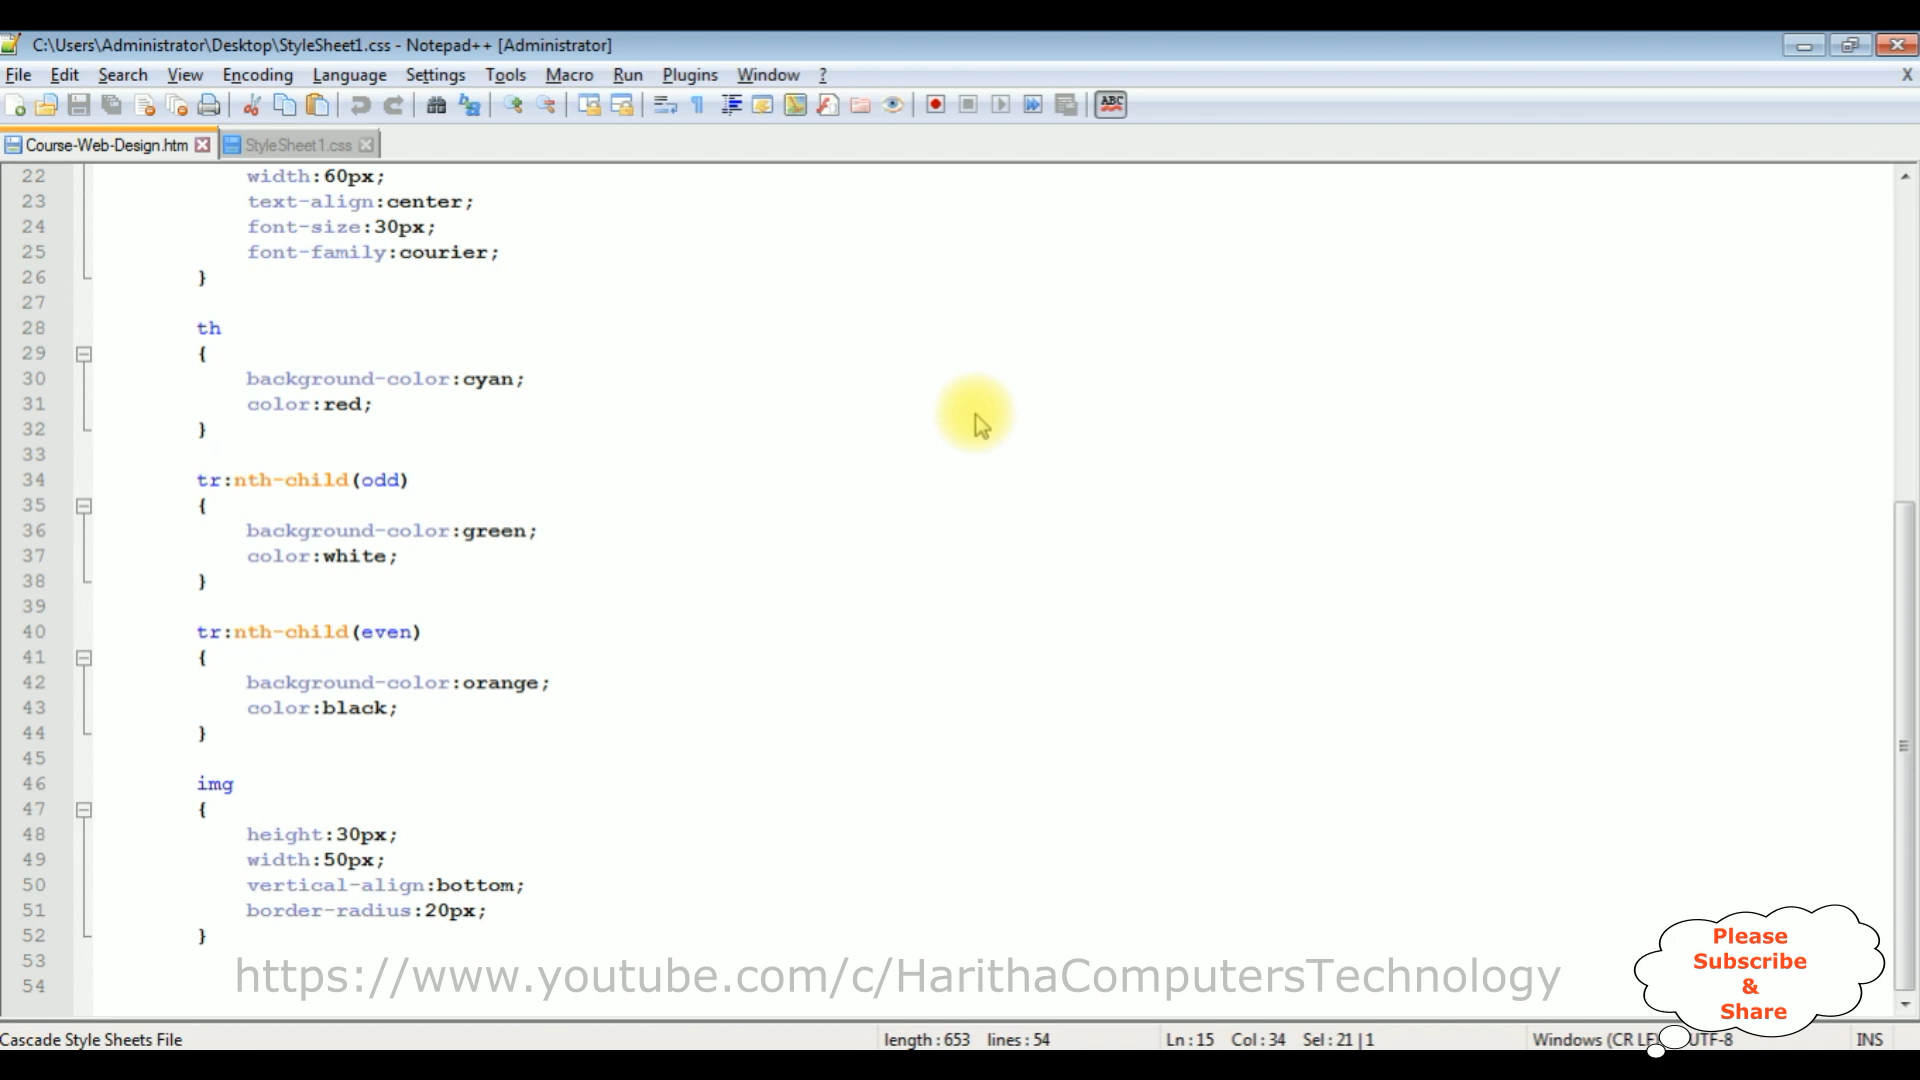 C:\Users\Administrator\Desktop\StyleSheet1.css - Notepad++ [Administrator]
File Edit Search View Encoding Language Settings Tools Macro Run Plugins Window ? X
ABC
Course-Web-Design.htm StyleSheet1.css
22 width:60px;
23 text-align:center;
24 font-size:30px;
25 font-family:courier;
26 }
27
28 th
29 {
30 background-color:cyan;
31 color:red;
32 }
33
34 tr:nth-child(odd)
35 {
36 background-color:green;
37 color:white;
38 }
39
40 tr:nth-child(even)
41 {
42 background-color:orange;
43 color:black;
44 }
45
46 img
47 {
48 height:30px;
49 width:50px;
50 vertical-align:bottom;
51 border-radius:20px;
52 }
53
54
https://www.youtube.com/c/HarithaComputersTechnology
Please
Subscribe
&
Share
Cascade Style Sheets File length : 653 lines : 54 Ln : 15 Col : 34 Sel : 21 | 1 Windows (CR LF) UTF-8 INS